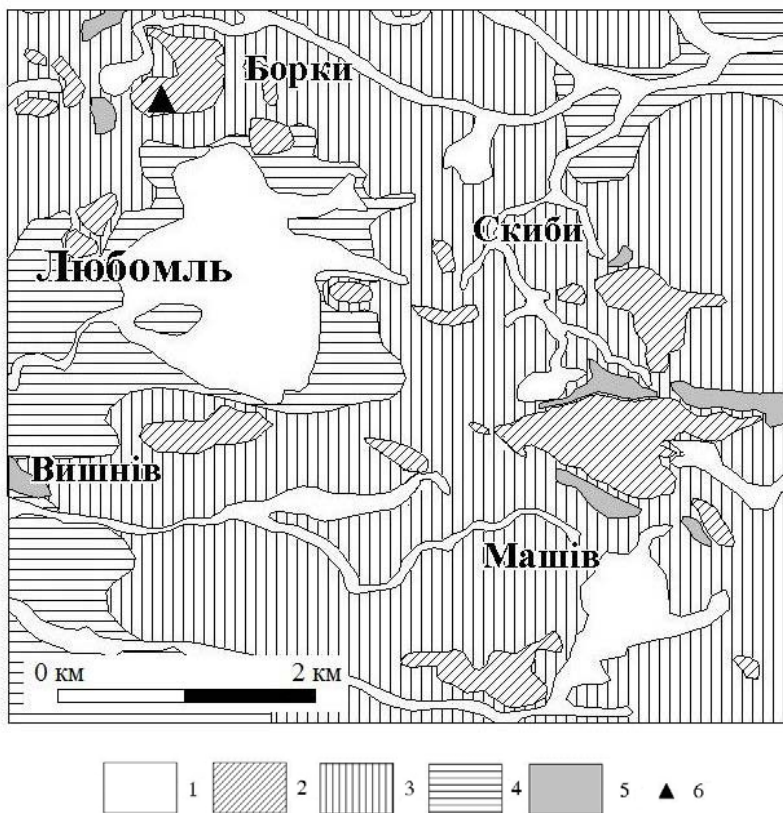 Борки
Скиби
Любомль
Вишнів
Машів
0 км 2 км
1 2 3 4 5 6